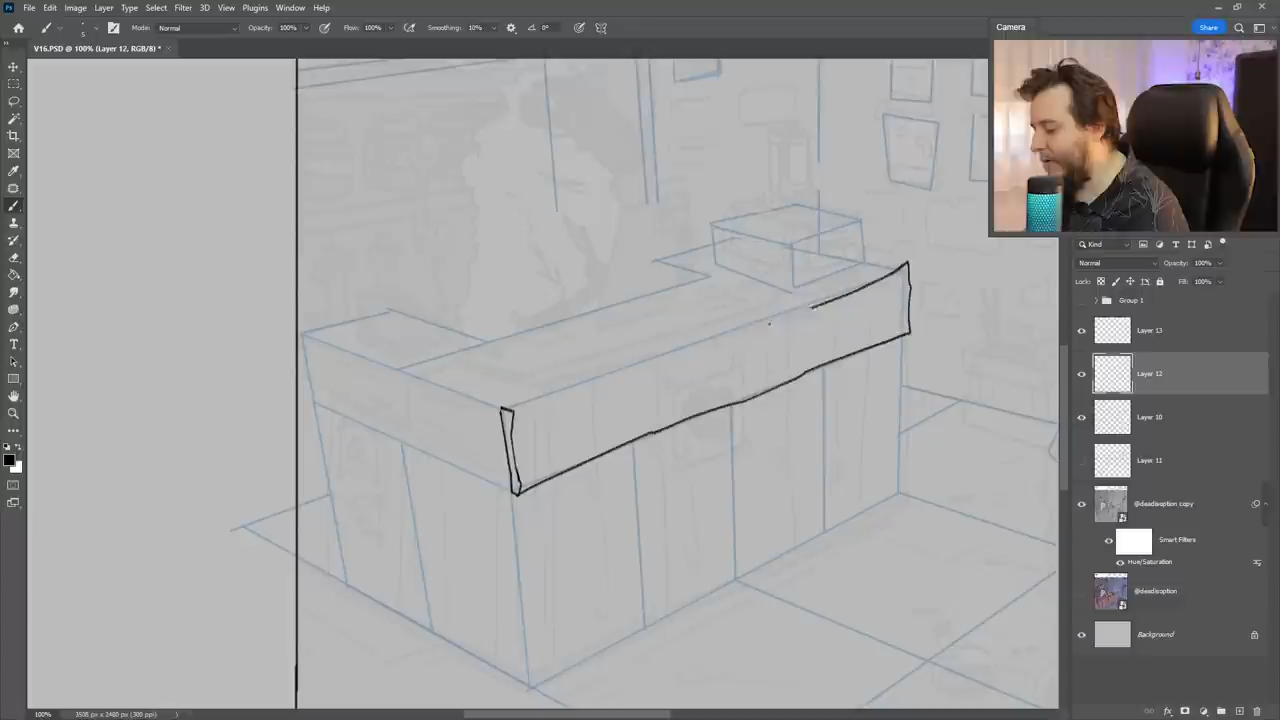 File Edit Image Layer Type Select Filter 3D View Plugins Window Help
5 Mode: Normal Opacity: 100% Flow: 100% Smoothing: 10% 0° Share
V16.PSD @ 100% (Layer 12, RGB/8) *
Camera
Kind
Normal Opacity: 100%
Lock: Fill: 100%
Group 1
Layer 13
Layer 12
Layer 10
Layer 11
@deadisoption copy
Smart Filters
Hue/Saturation
@deadisoption
Background
100% 3508 px x 2480 px (300 ppi)